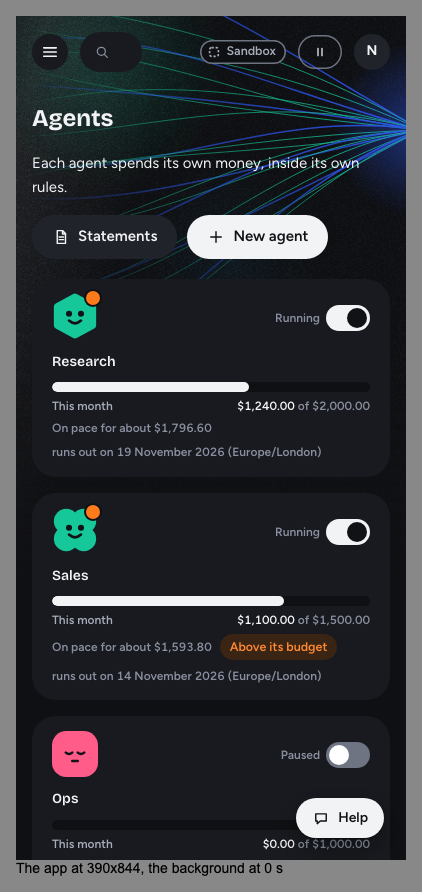 Sandbox
N
Agents
Each agent spends its own money, inside its own
rules.
Statements
New agent
Running
Research
This month
$1,240.00 of $2,000.00
On pace for about $1,796.60
runs out on 19 November 2026 (Europe/London)
Running
Sales
This month
$1,100.00 of $1,500.00
On pace for about $1,593.80
Above its budget
runs out on 14 November 2026 (Europe/London)
Paused
Ops
Help
This month
$0.00 of $1,000.00
The app at 390x844, the background at 0 s